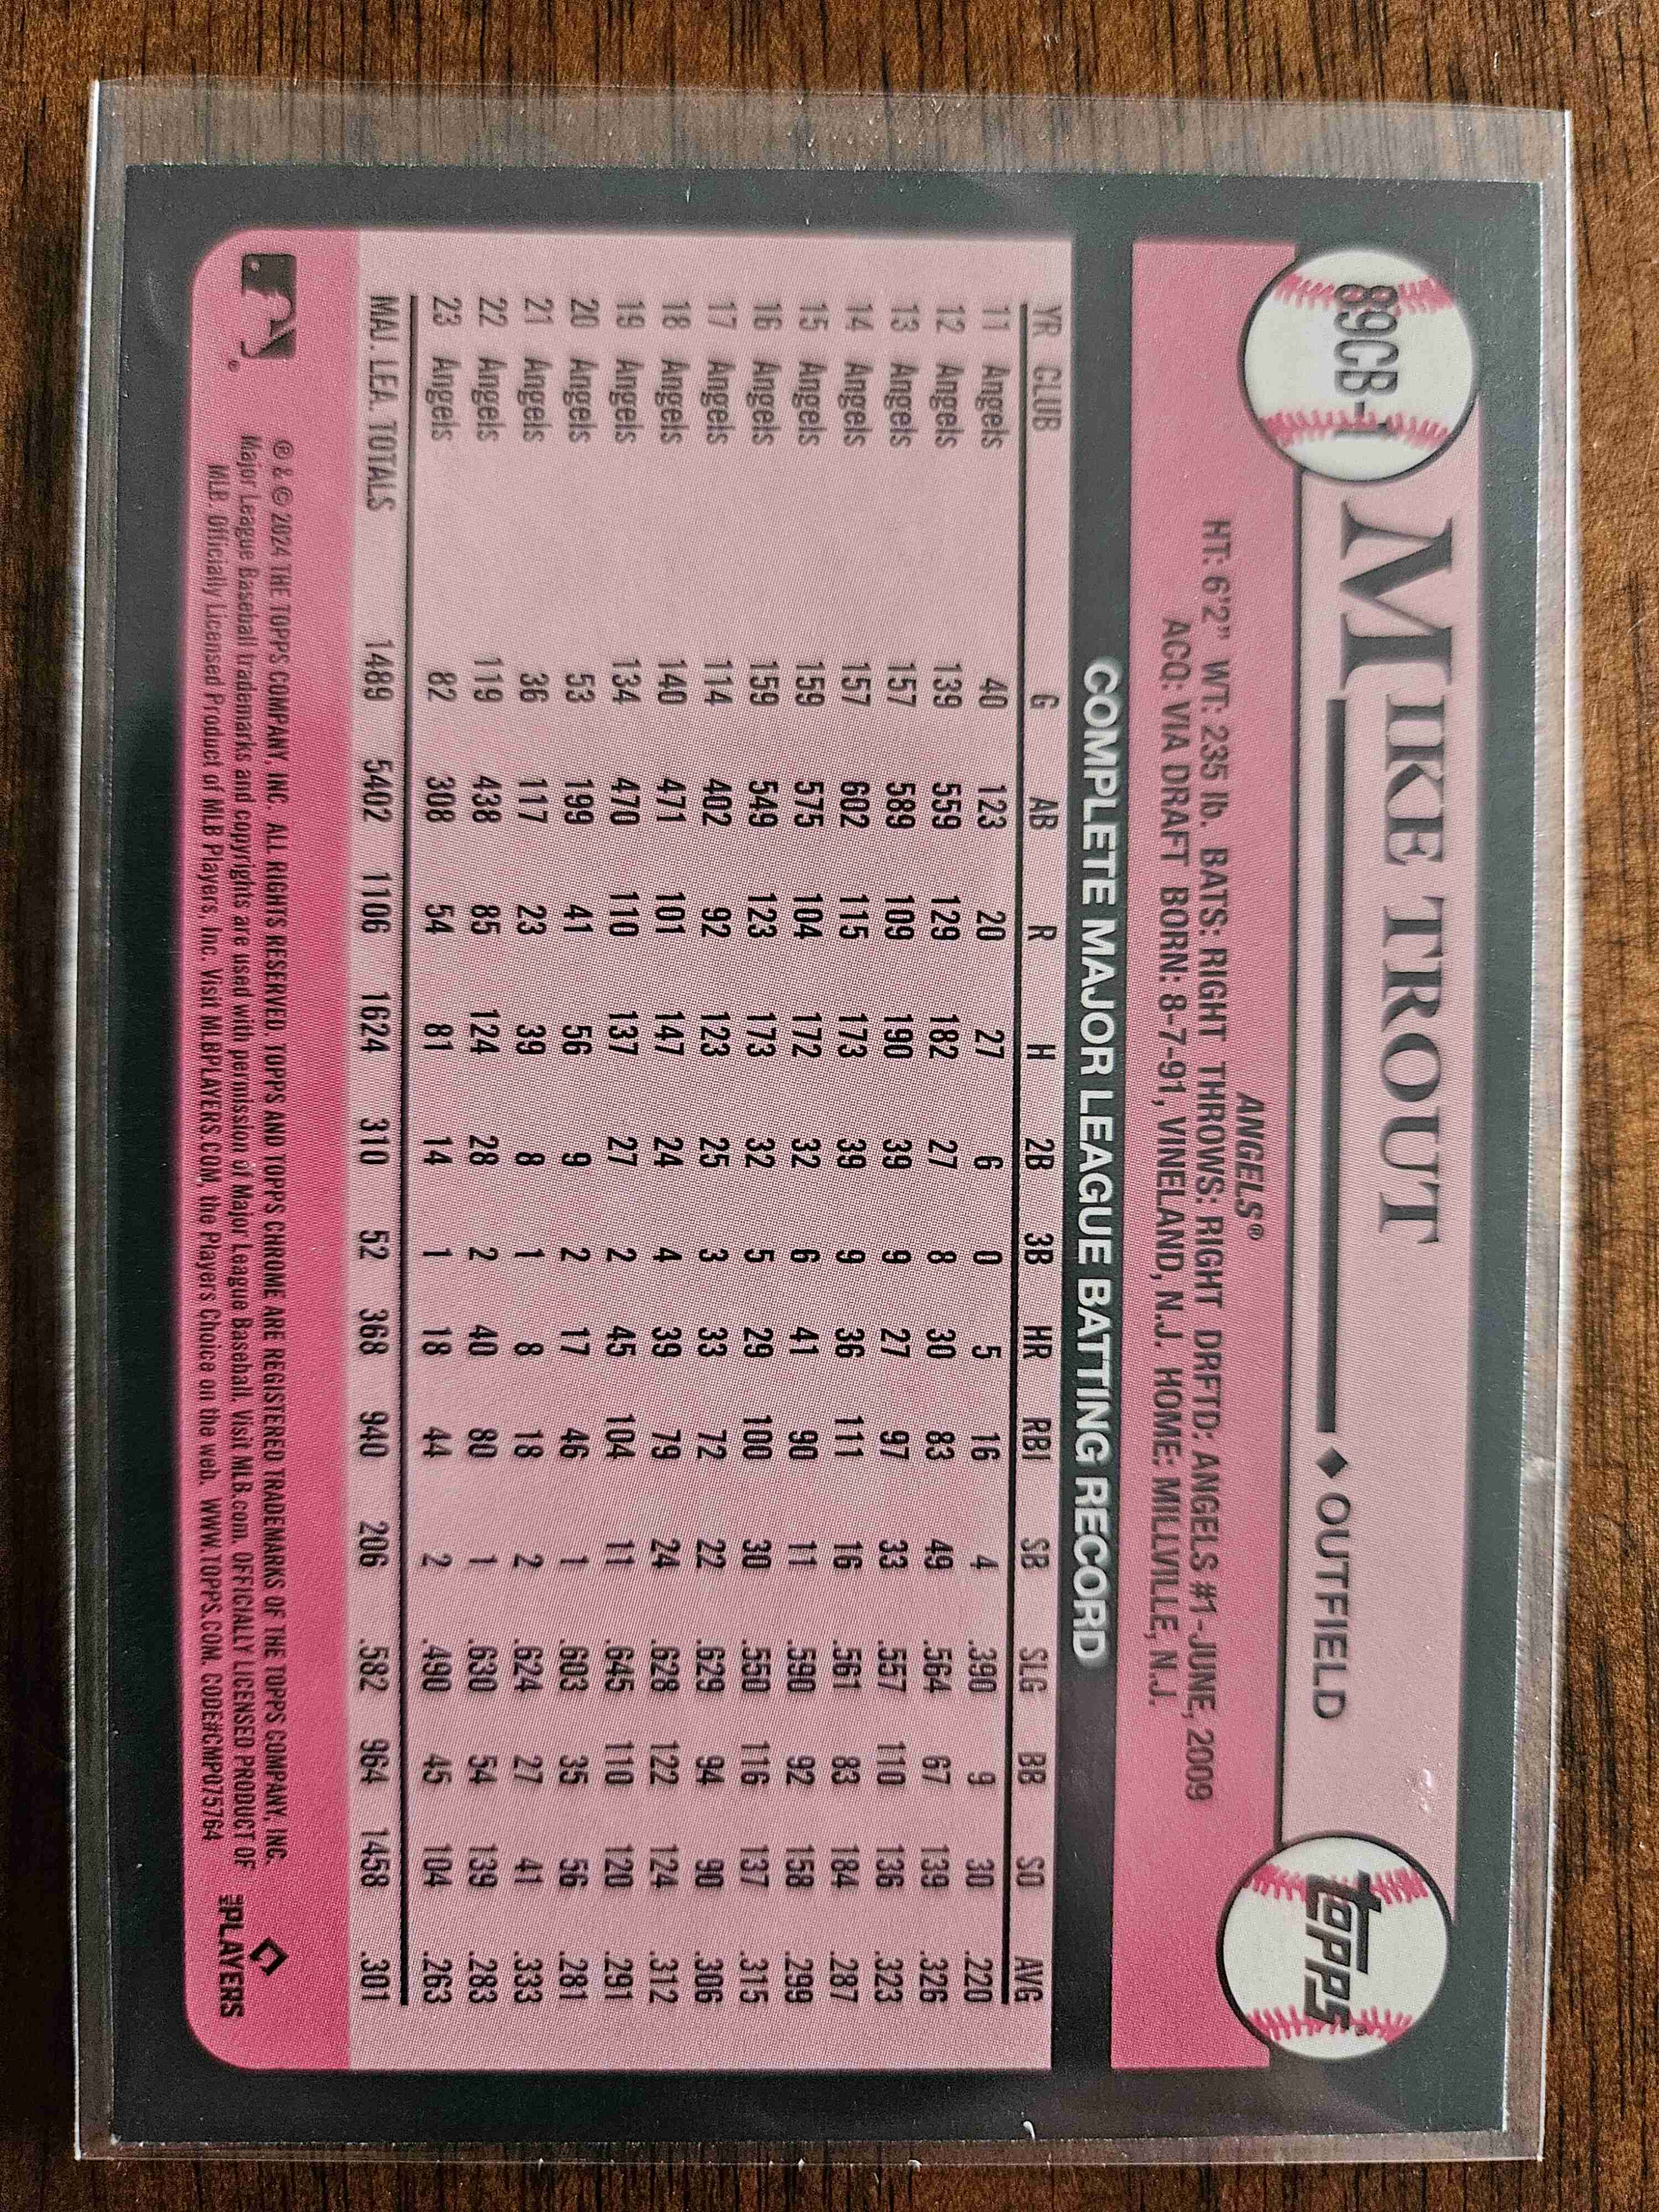 89CB-1
MIKE TROUT
◆ OUTFIELD
TOPPS®
ANGELS®
HT: 6'2" WT: 235 lb. BATS: RIGHT THROWS: RIGHT DRFTD: ANGELS #1-JUNE, 2009
ACQ: VIA DRAFT BORN: 8-7-91, VINELAND, N.J. HOME: MILLVILLE, N.J.
COMPLETE MAJOR LEAGUE BATTING RECORD
YR CLUB G AB R H 2B 3B HR RBI SB SLG BB SO AVG
11 Angels 40 123 20 27 6 0 5 16 4 .390 9 30 .220
12 Angels 139 559 129 182 27 8 30 83 49 .564 67 139 .326
13 Angels 157 589 109 190 39 9 27 97 33 .557 110 136 .323
14 Angels 157 602 115 173 39 9 36 111 16 .561 83 184 .287
15 Angels 159 575 104 172 32 6 41 90 11 .590 92 158 .299
16 Angels 159 549 123 173 32 5 29 100 30 .550 116 137 .315
17 Angels 114 402 92 123 25 3 33 72 22 .629 94 90 .306
18 Angels 140 471 101 147 24 4 39 79 24 .628 122 124 .312
19 Angels 134 470 110 137 27 2 45 104 11 .645 110 120 .291
20 Angels 53 199 41 56 9 2 17 46 1 .603 35 56 .281
21 Angels 36 117 23 39 8 1 8 18 2 .624 27 41 .333
22 Angels 119 438 85 124 28 2 40 80 1 .630 54 139 .283
23 Angels 82 308 54 81 14 1 18 44 2 .490 45 104 .263
MAJ. LEA. TOTALS 1489 5402 1106 1624 310 52 368 940 206 .582 964 1458 .301
® & © 2024 THE TOPPS COMPANY, INC. ALL RIGHTS RESERVED. TOPPS AND TOPPS CHROME ARE REGISTERED TRADEMARKS OF THE TOPPS COMPANY, INC.
Major League Baseball trademarks and copyrights are used with permission of Major League Baseball. Visit MLB.com. OFFICIALLY LICENSED PRODUCT OF
MLB. Officially Licensed Product of MLB Players, Inc. Visit MLBPLAYERS.COM, the Players Choice on the web. WWW.TOPPS.COM. CODE#CMP075764
MLB PLAYERS